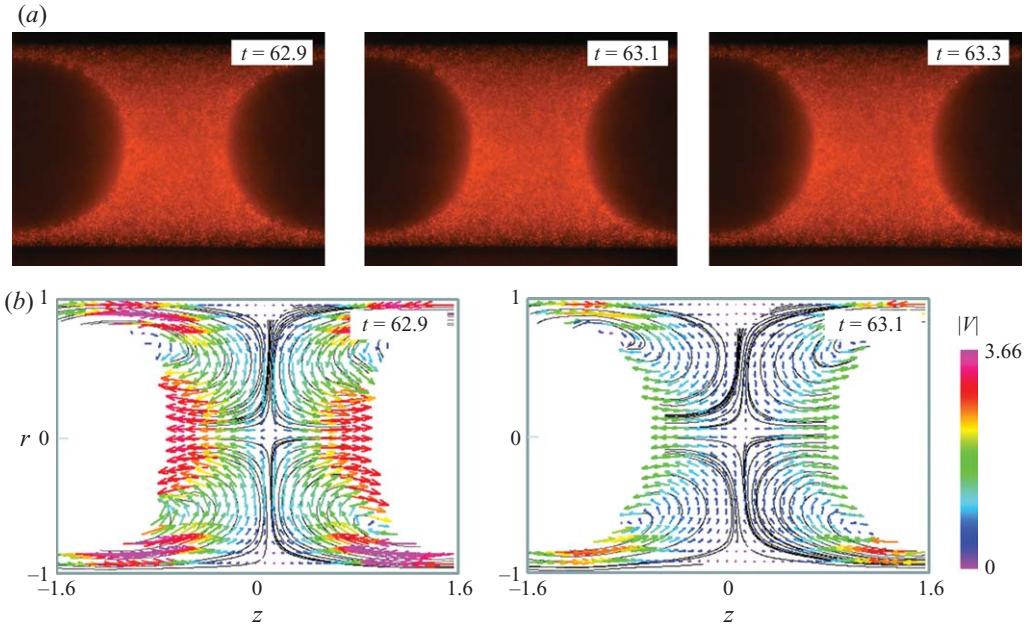 (a)
t = 62.9
t = 63.1
t = 63.3
(b)
1
r 0
−1
−1.6 0 1.6
z
t = 62.9
1
0
−1
−1.6 0 1.6
z
t = 63.1
|V|
3.66
0